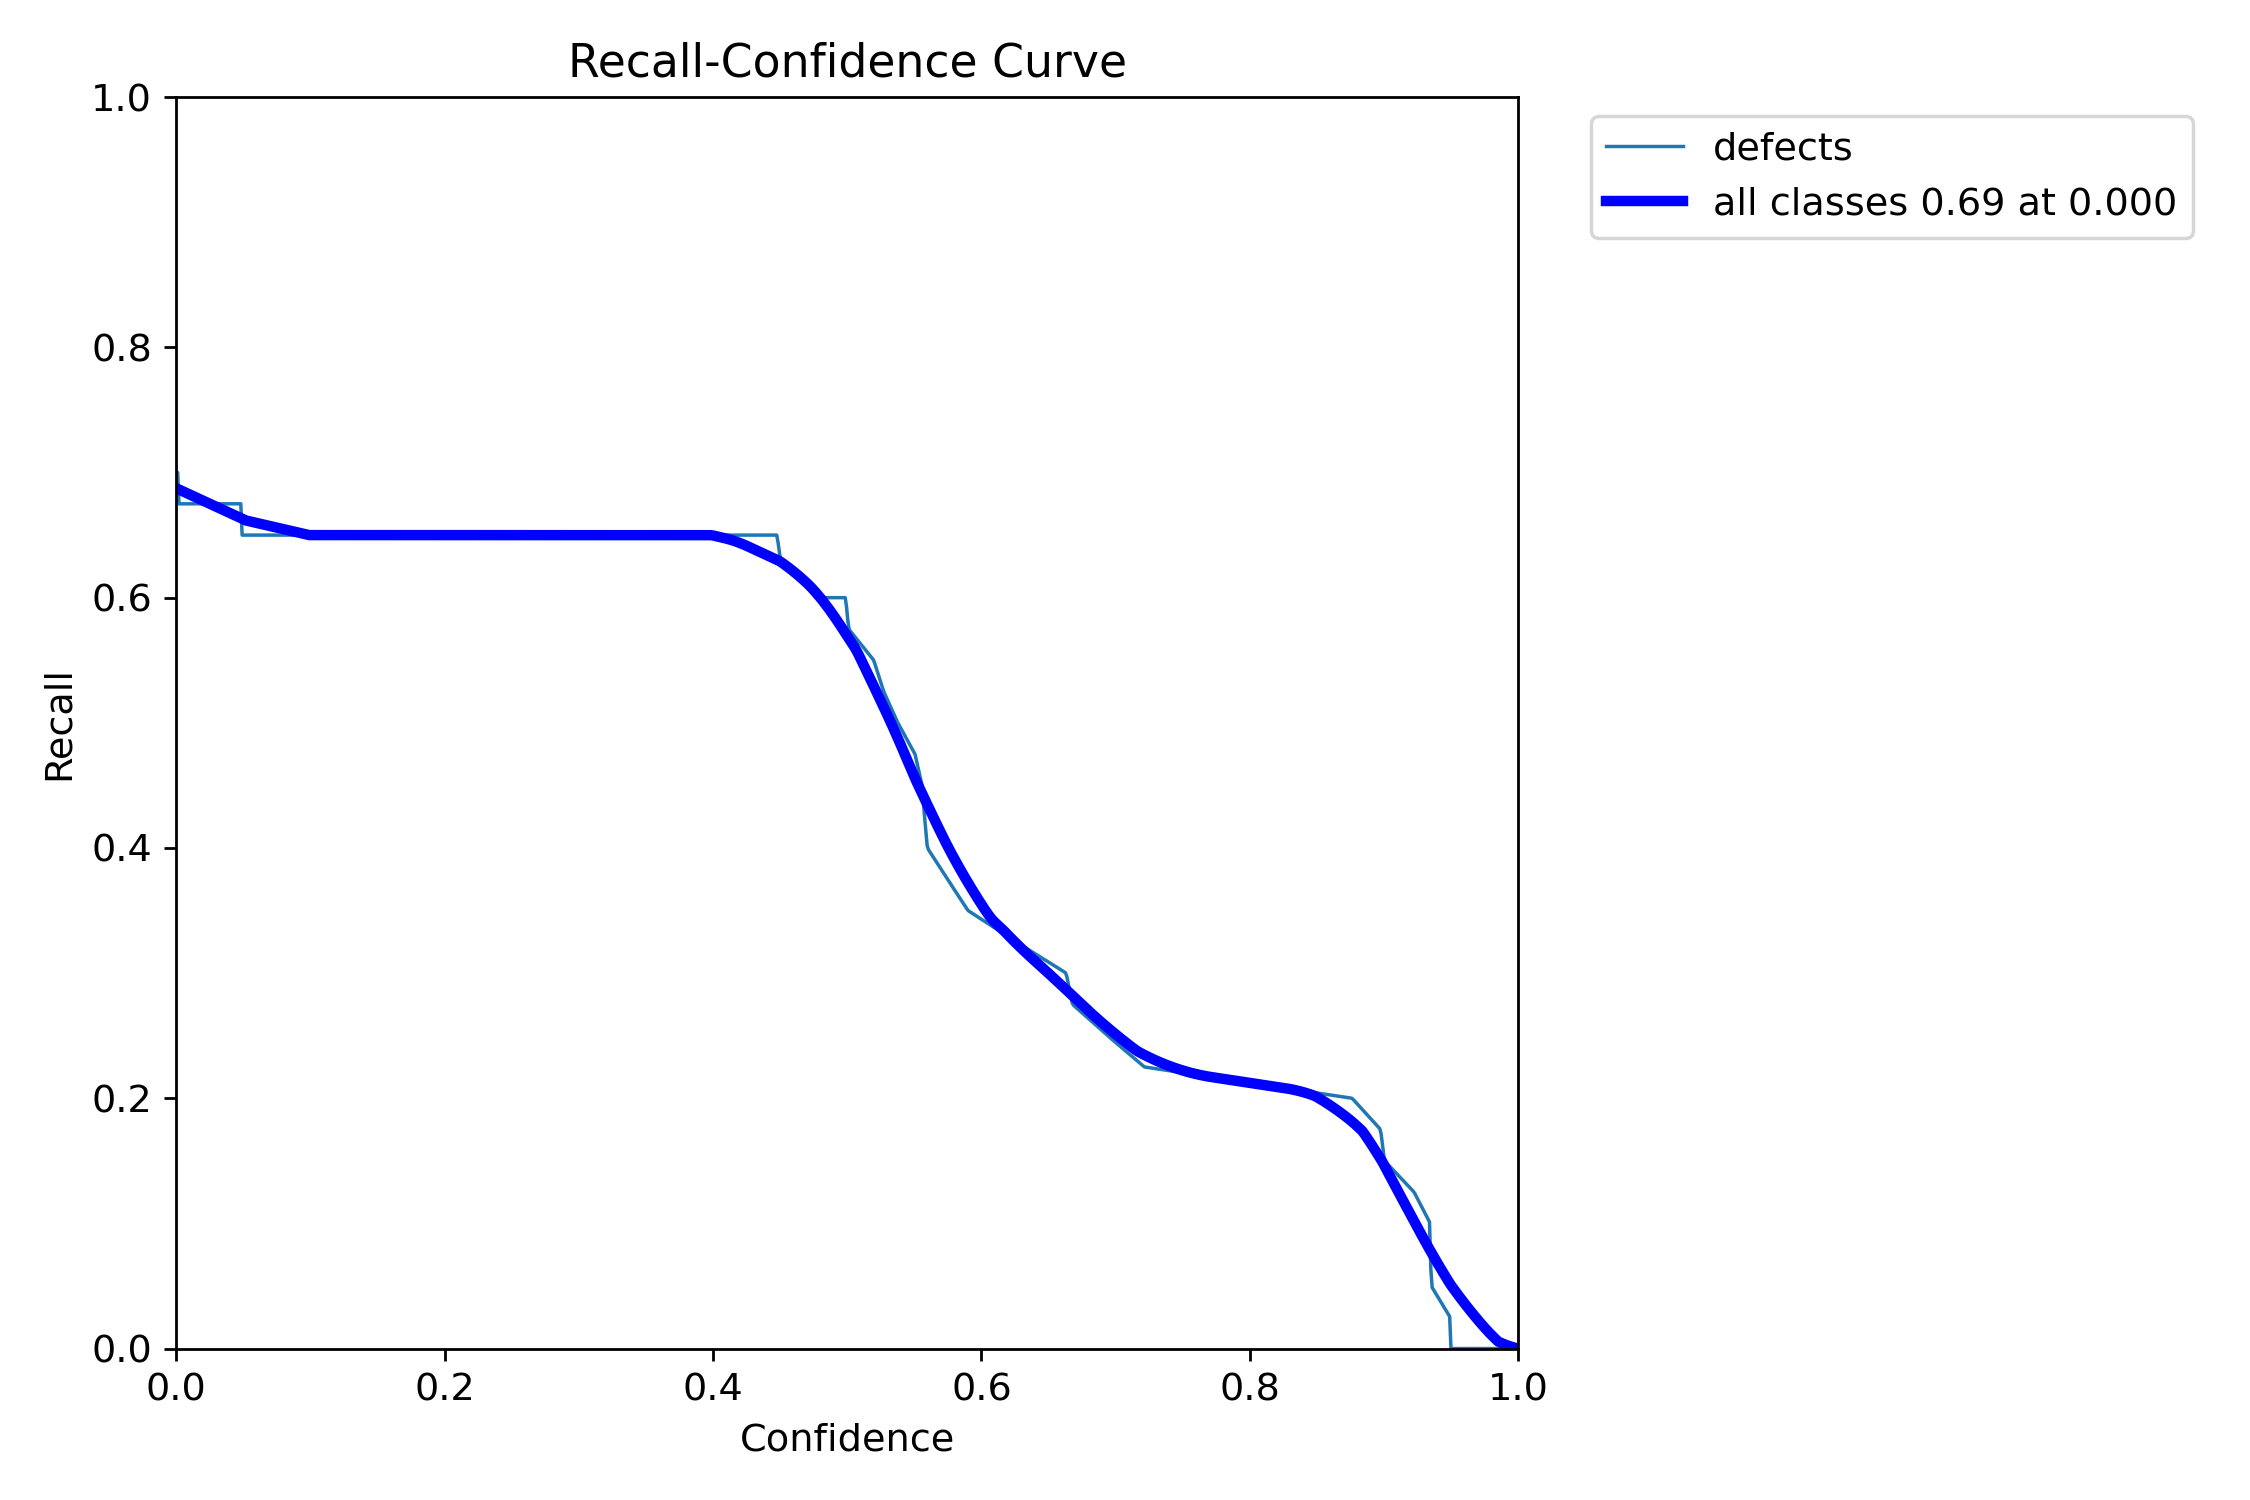 Recall-Confidence Curve
1.0
0.8
0.6
0.4
0.2
0.0
Recall
0.0 0.2 0.4 0.6 0.8 1.0
Confidence
defects
all classes 0.69 at 0.000